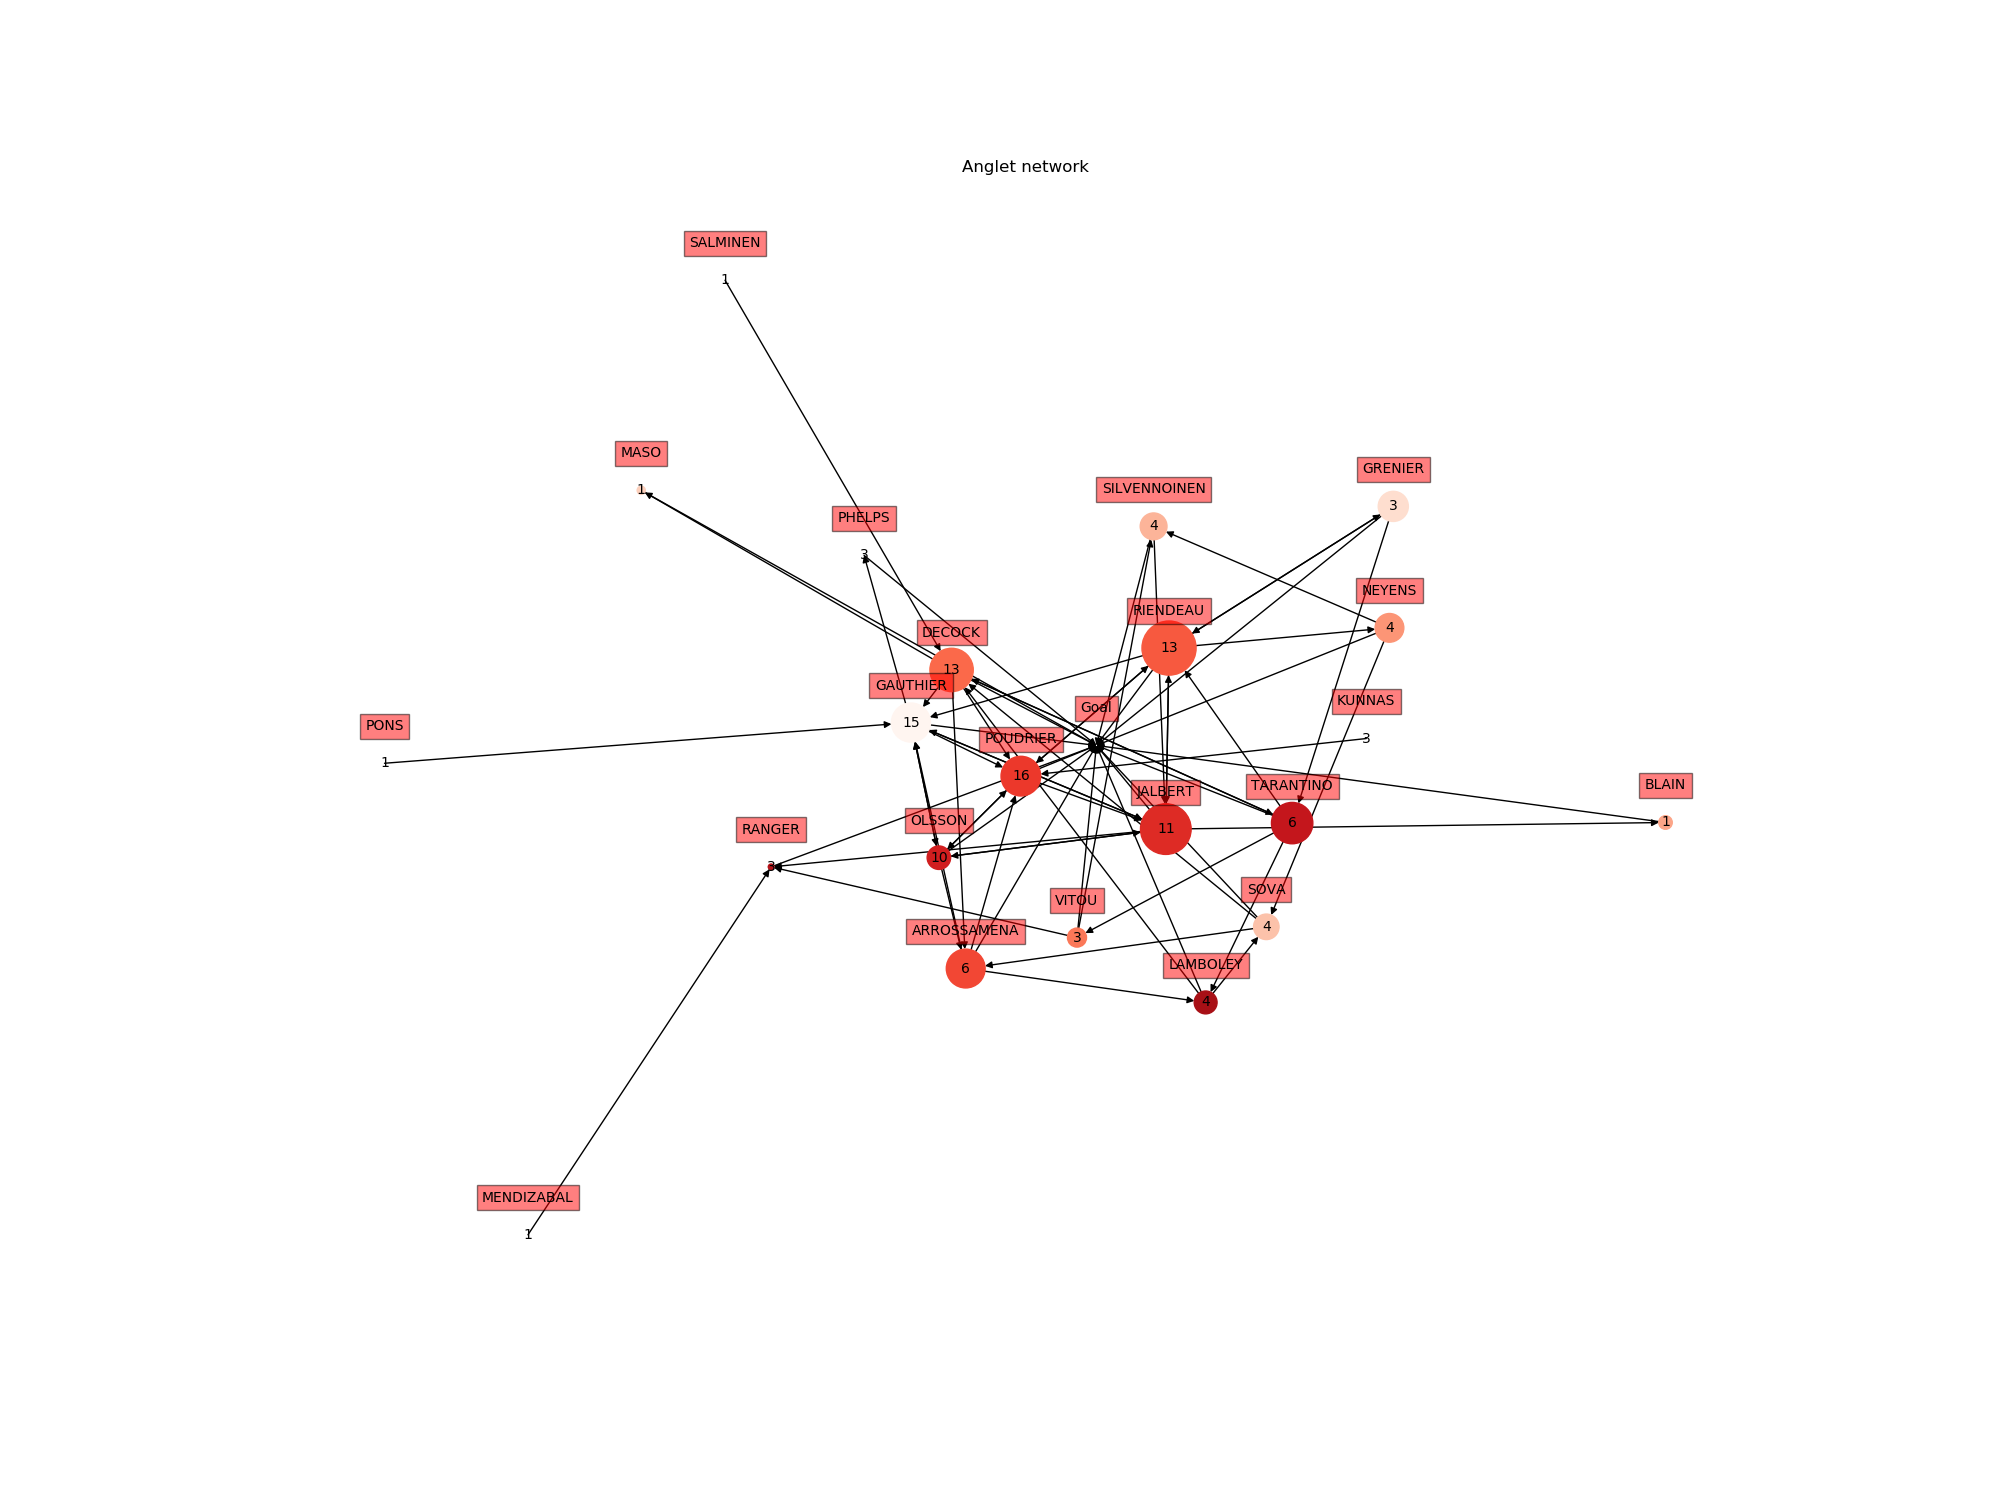 Anglet network
SALMINEN
1
MASO
1
GRENIER
3
SILVENNOINEN
4
PHELPS
3
NEYENS
4
RIENDEAU
13
DECOCK
13
GAUTHIER
15
KUNNAS
3
Goal
PONS
1
POUDRIER
16
BLAIN
1
TARANTINO
6
JALBERT
11
OLSSON
10
RANGER
SOVA
4
VITOU
3
ARROSSAMENA
6
LAMBOLEY
4
MENDIZABAL
1